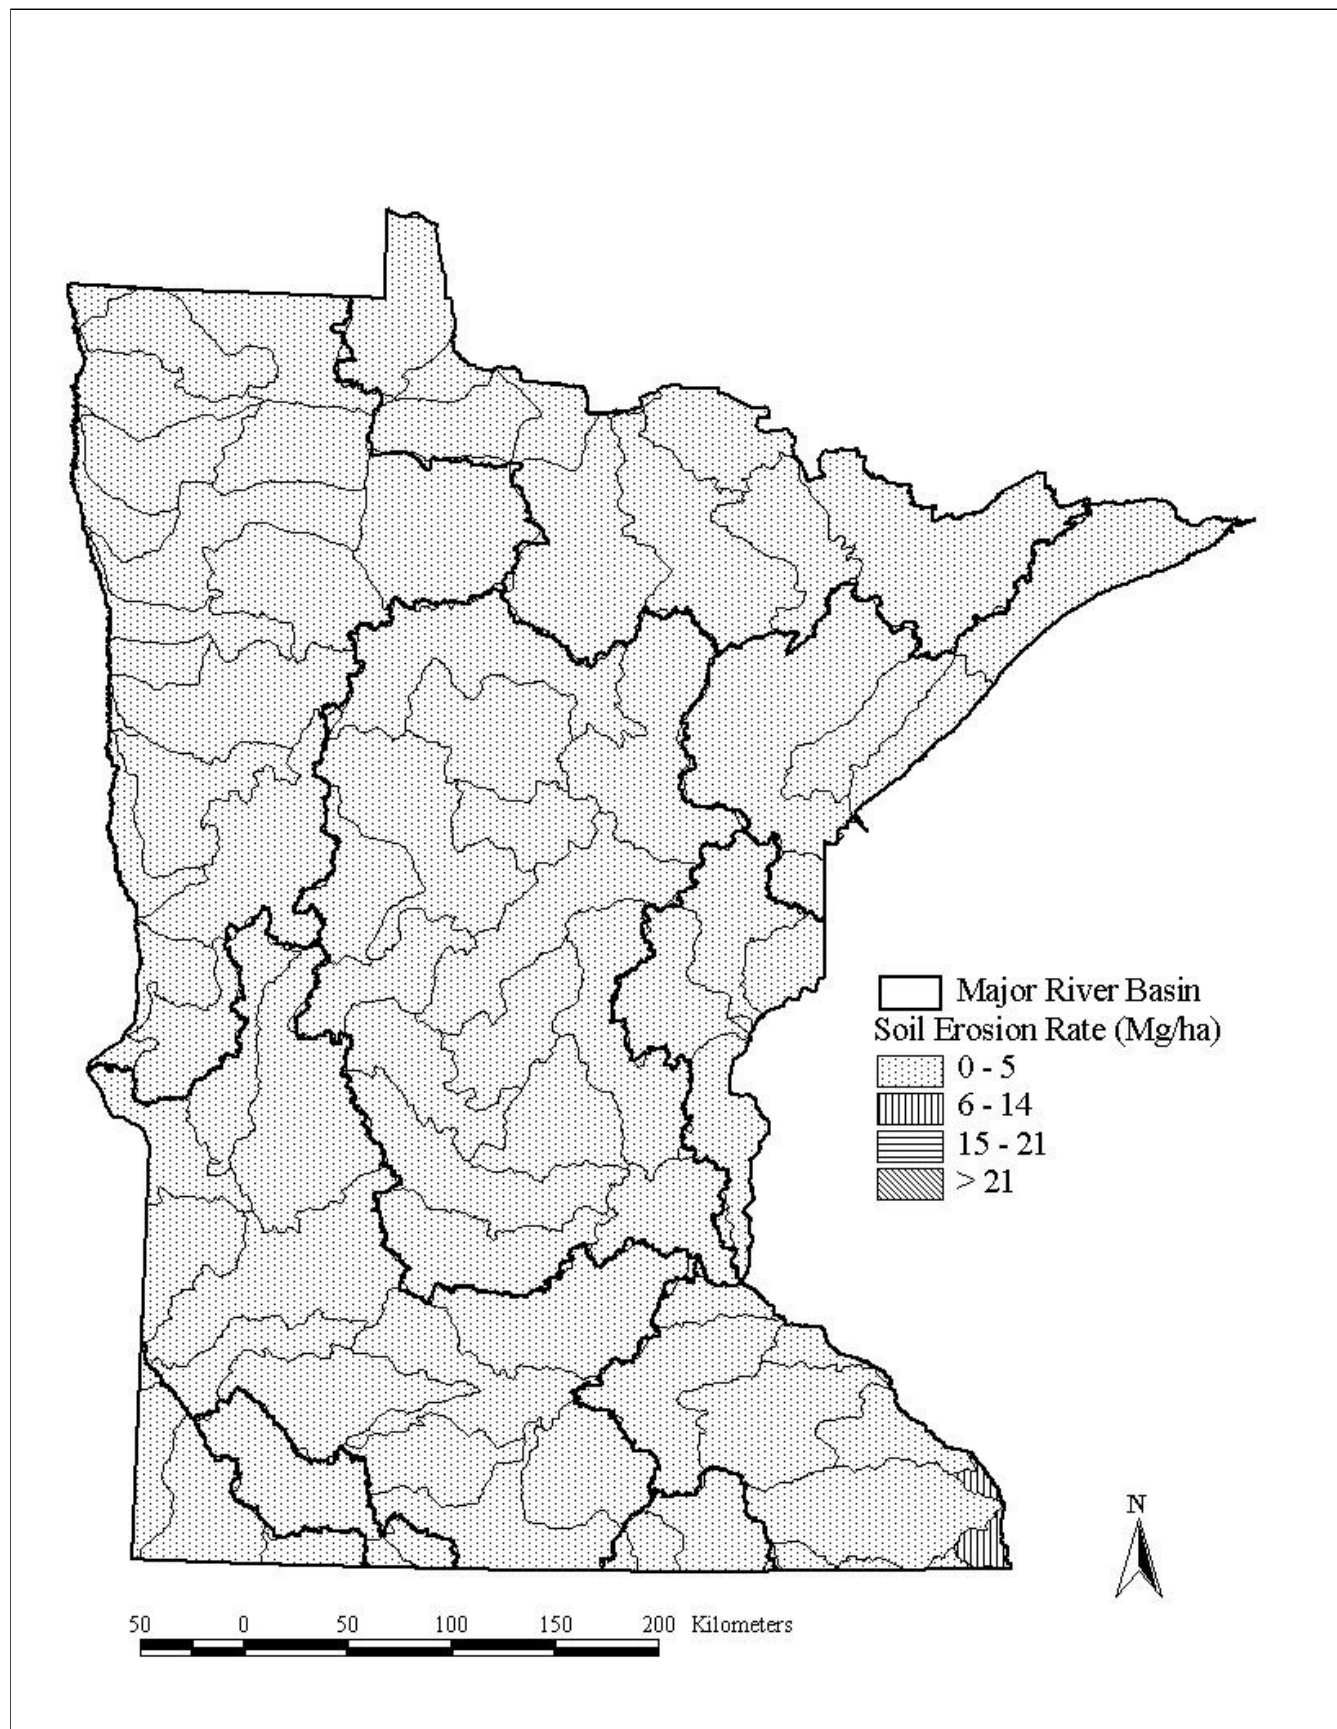 Major River Basin
Soil Erosion Rate (Mg/ha)
0 - 5
6 - 14
15 - 21
> 21
N
50 0 50 100 150 200 Kilometers